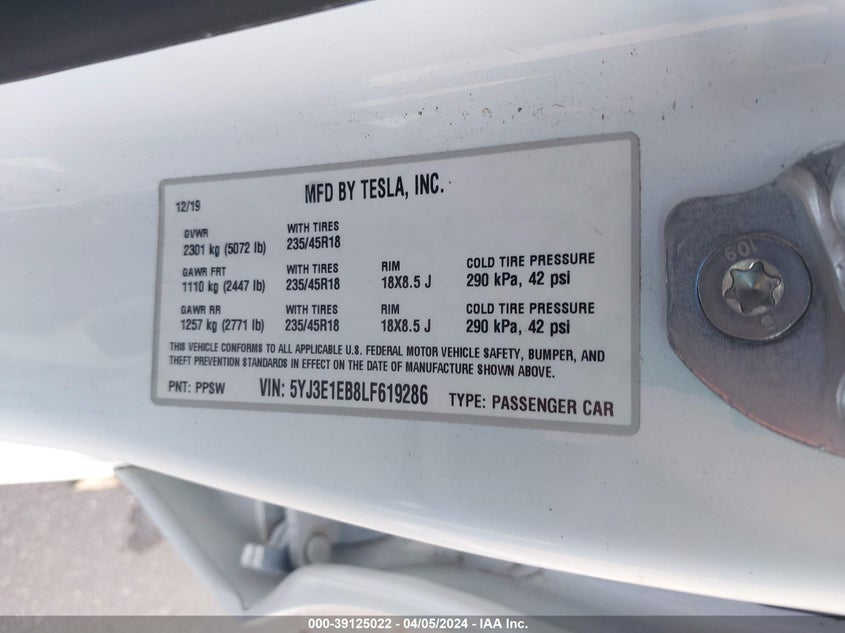 MFD BY TESLA, INC.
12/19
GVWR
2301 kg (5072 lb)
WITH TIRES
235/45R18
GAWR FRT
1110 kg (2447 lb)
WITH TIRES
235/45R18
RIM
18X8.5 J
COLD TIRE PRESSURE
290 kPa, 42 psi
GAWR RR
1257 kg (2771 lb)
WITH TIRES
235/45R18
RIM
18X8.5 J
COLD TIRE PRESSURE
290 kPa, 42 psi
THIS VEHICLE CONFORMS TO ALL APPLICABLE U.S. FEDERAL MOTOR VEHICLE SAFETY, BUMPER, AND
THEFT PREVENTION STANDARDS IN EFFECT ON THE DATE OF MANUFACTURE SHOWN ABOVE.
PNT: PPSW
VIN: 5YJ3E1EB8LF619286
TYPE: PASSENGER CAR
109
000-39125022 - 04/05/2024 - IAA Inc.